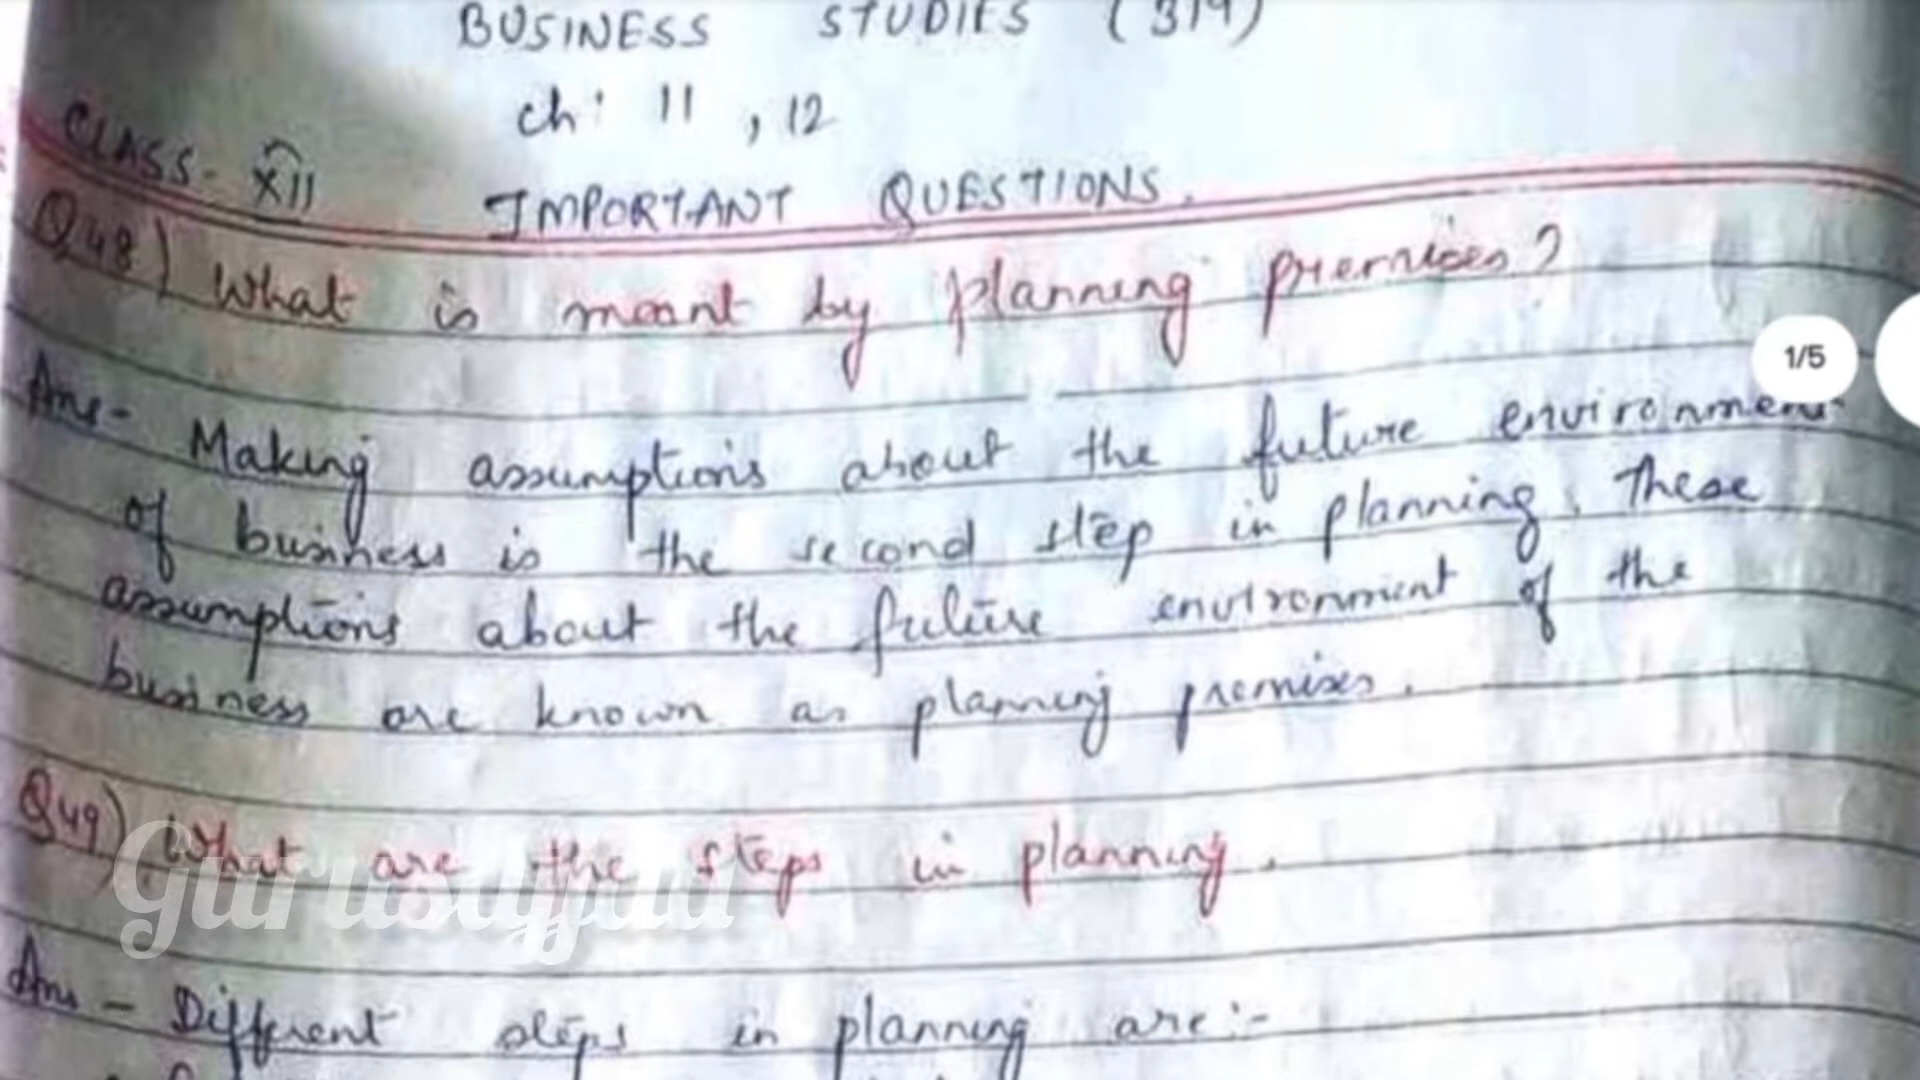 BUSINESS STUDIES (319)
ch: 11, 12
CLASS- XII
IMPORTANT QUESTIONS.
Q48) What is meant by planning premises?
1/5
Ans- Making assumptions about the future environment
of business is the second step in planning. These
assumptions about the future environment of the
business are known as planning premises.
Q49) What are the steps in planning.
Ans - Different steps in planning are:-